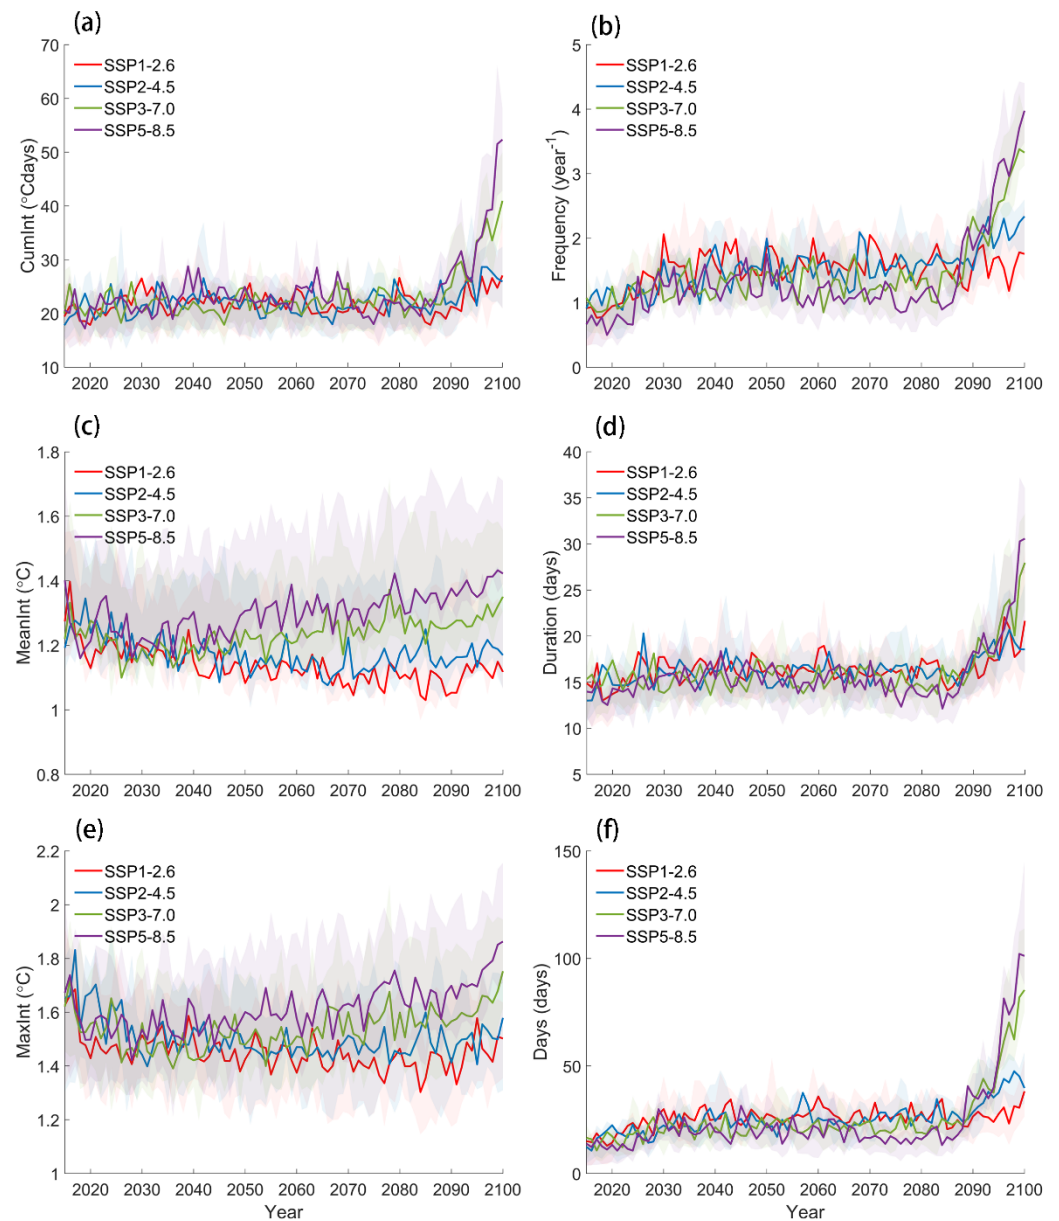 (a)
70
60
50
40
30
20
10
CumInt (°Cdays)
SSP1-2.6
SSP2-4.5
SSP3-7.0
SSP5-8.5
2020 2030 2040 2050 2060 2070 2080 2090 2100
(b)
5
4
3
2
1
0
Frequency (year⁻¹)
SSP1-2.6
SSP2-4.5
SSP3-7.0
SSP5-8.5
2020 2030 2040 2050 2060 2070 2080 2090 2100
(c)
1.8
1.6
1.4
1.2
1
0.8
MeanInt (°C)
SSP1-2.6
SSP2-4.5
SSP3-7.0
SSP5-8.5
2020 2030 2040 2050 2060 2070 2080 2090 2100
(d)
40
35
30
25
20
15
10
5
Duration (days)
SSP1-2.6
SSP2-4.5
SSP3-7.0
SSP5-8.5
2020 2030 2040 2050 2060 2070 2080 2090 2100
(e)
2.2
2
1.8
1.6
1.4
1.2
1
MaxInt (°C)
SSP1-2.6
SSP2-4.5
SSP3-7.0
SSP5-8.5
2020 2030 2040 2050 2060 2070 2080 2090 2100
Year
(f)
150
100
50
0
Days (days)
SSP1-2.6
SSP2-4.5
SSP3-7.0
SSP5-8.5
2020 2030 2040 2050 2060 2070 2080 2090 2100
Year